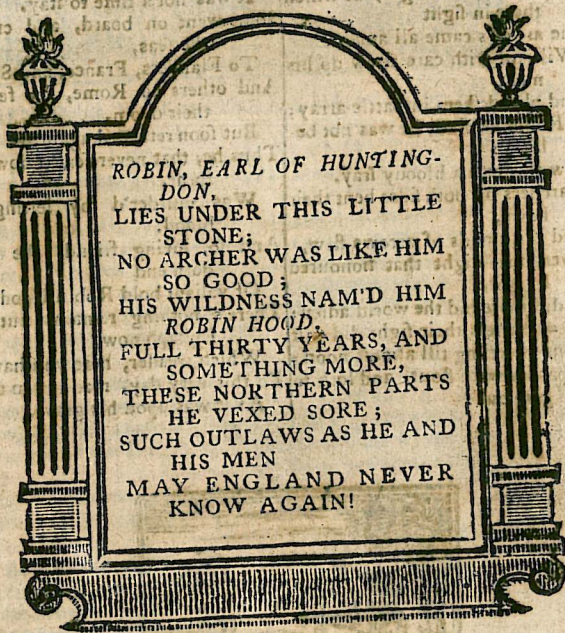 ROBIN, EARL OF HUNTING-
DON,
LIES UNDER THIS LITTLE
STONE;
NO ARCHER WAS LIKE HIM
SO GOOD;
HIS WILDNESS NAM'D HIM
ROBIN HOOD,
FULL THIRTY YEARS, AND
SOMETHING MORE,
THESE NORTHERN PARTS
HE VEXED SORE;
SUCH OUTLAWS AS HE AND
HIS MEN
MAY ENGLAND NEVER
KNOW AGAIN!